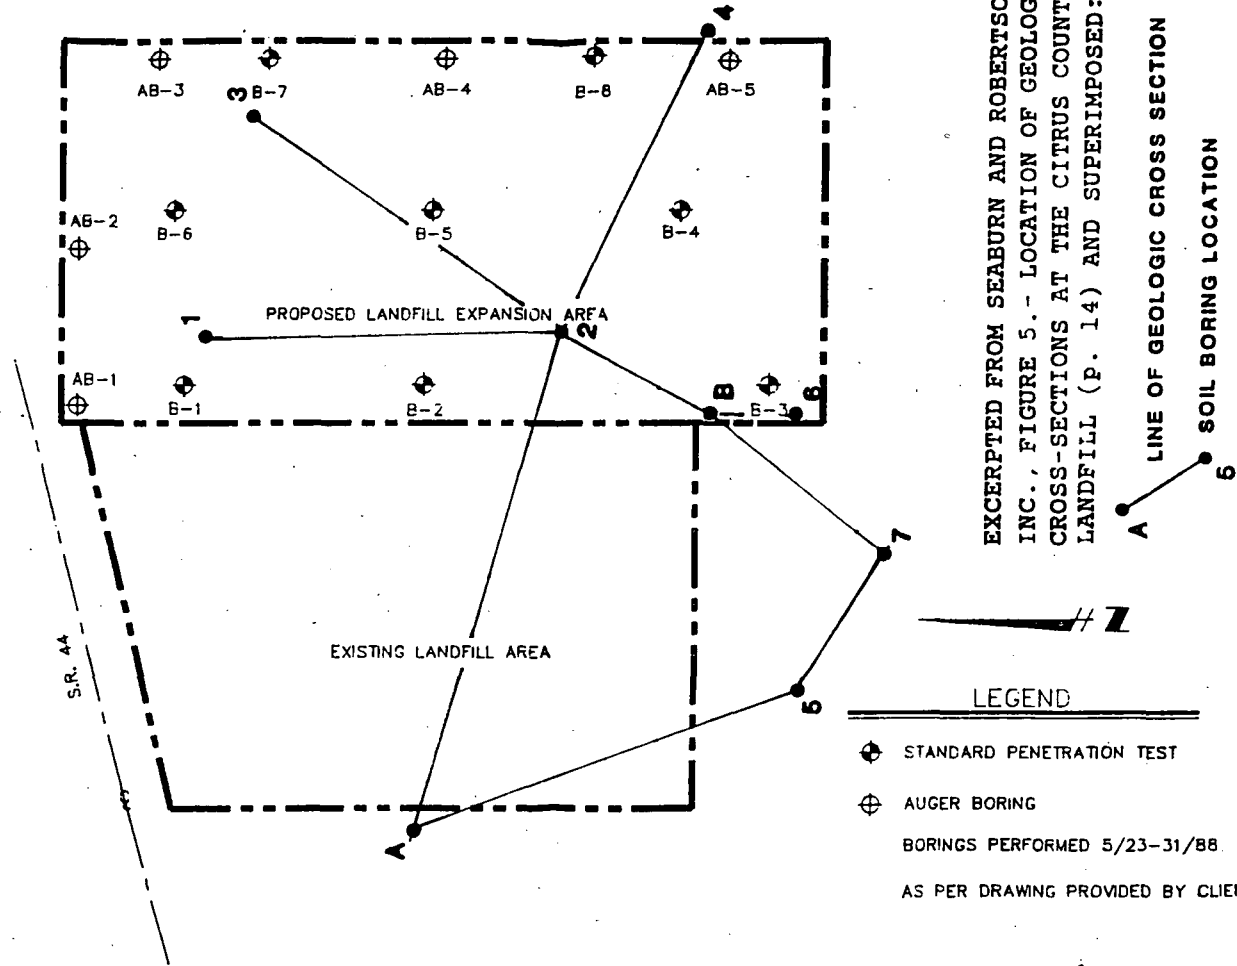 4
AB-3
3
B-7
AB-4
B-8
AB-5
AB-2
B-6
B-5
B-4
1
PROPOSED LANDFILL EXPANSION AREA
2
AB-1
B-1
B-2
B
B-3
6
S.R. 44
EXISTING LANDFILL AREA
A
7
5
EXCERPTED FROM SEABURN AND ROBERTSO
INC., FIGURE 5.- LOCATION OF GEOLOG
CROSS-SECTIONS AT THE CITRUS COUNT
LANDFILL (p. 14) AND SUPERIMPOSED:
LINE OF GEOLOGIC CROSS SECTION
A
SOIL BORING LOCATION
5
N
LEGEND
STANDARD PENETRATION TEST
AUGER BORING
BORINGS PERFORMED 5/23-31/88
AS PER DRAWING PROVIDED BY CLIE